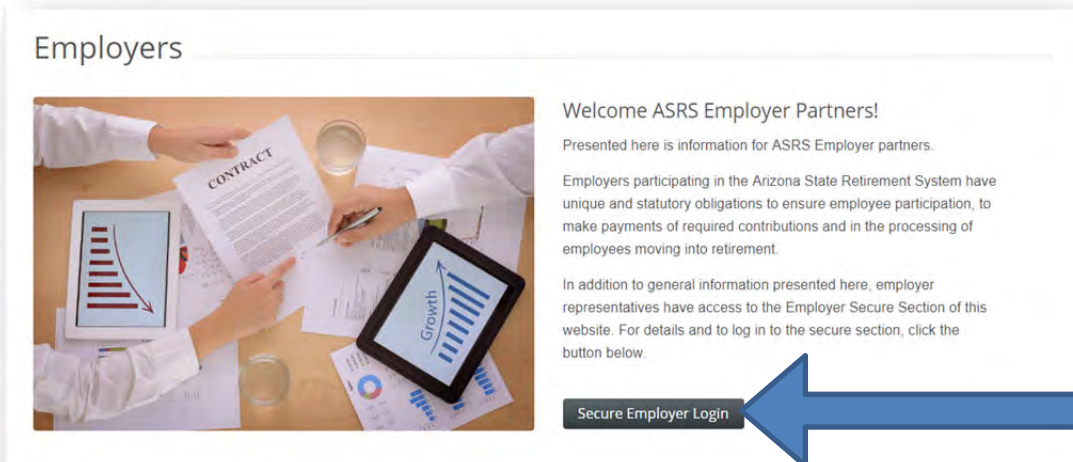 Employers
CONTRACT
Growth
Welcome ASRS Employer Partners!
Presented here is information for ASRS Employer partners.
Employers participating in the Arizona State Retirement System have
unique and statutory obligations to ensure employee participation, to
make payments of required contributions and in the processing of
employees moving into retirement.
In addition to general information presented here, employer
representatives have access to the Employer Secure Section of this
website. For details and to log in to the secure section, click the
button below.
Secure Employer Login